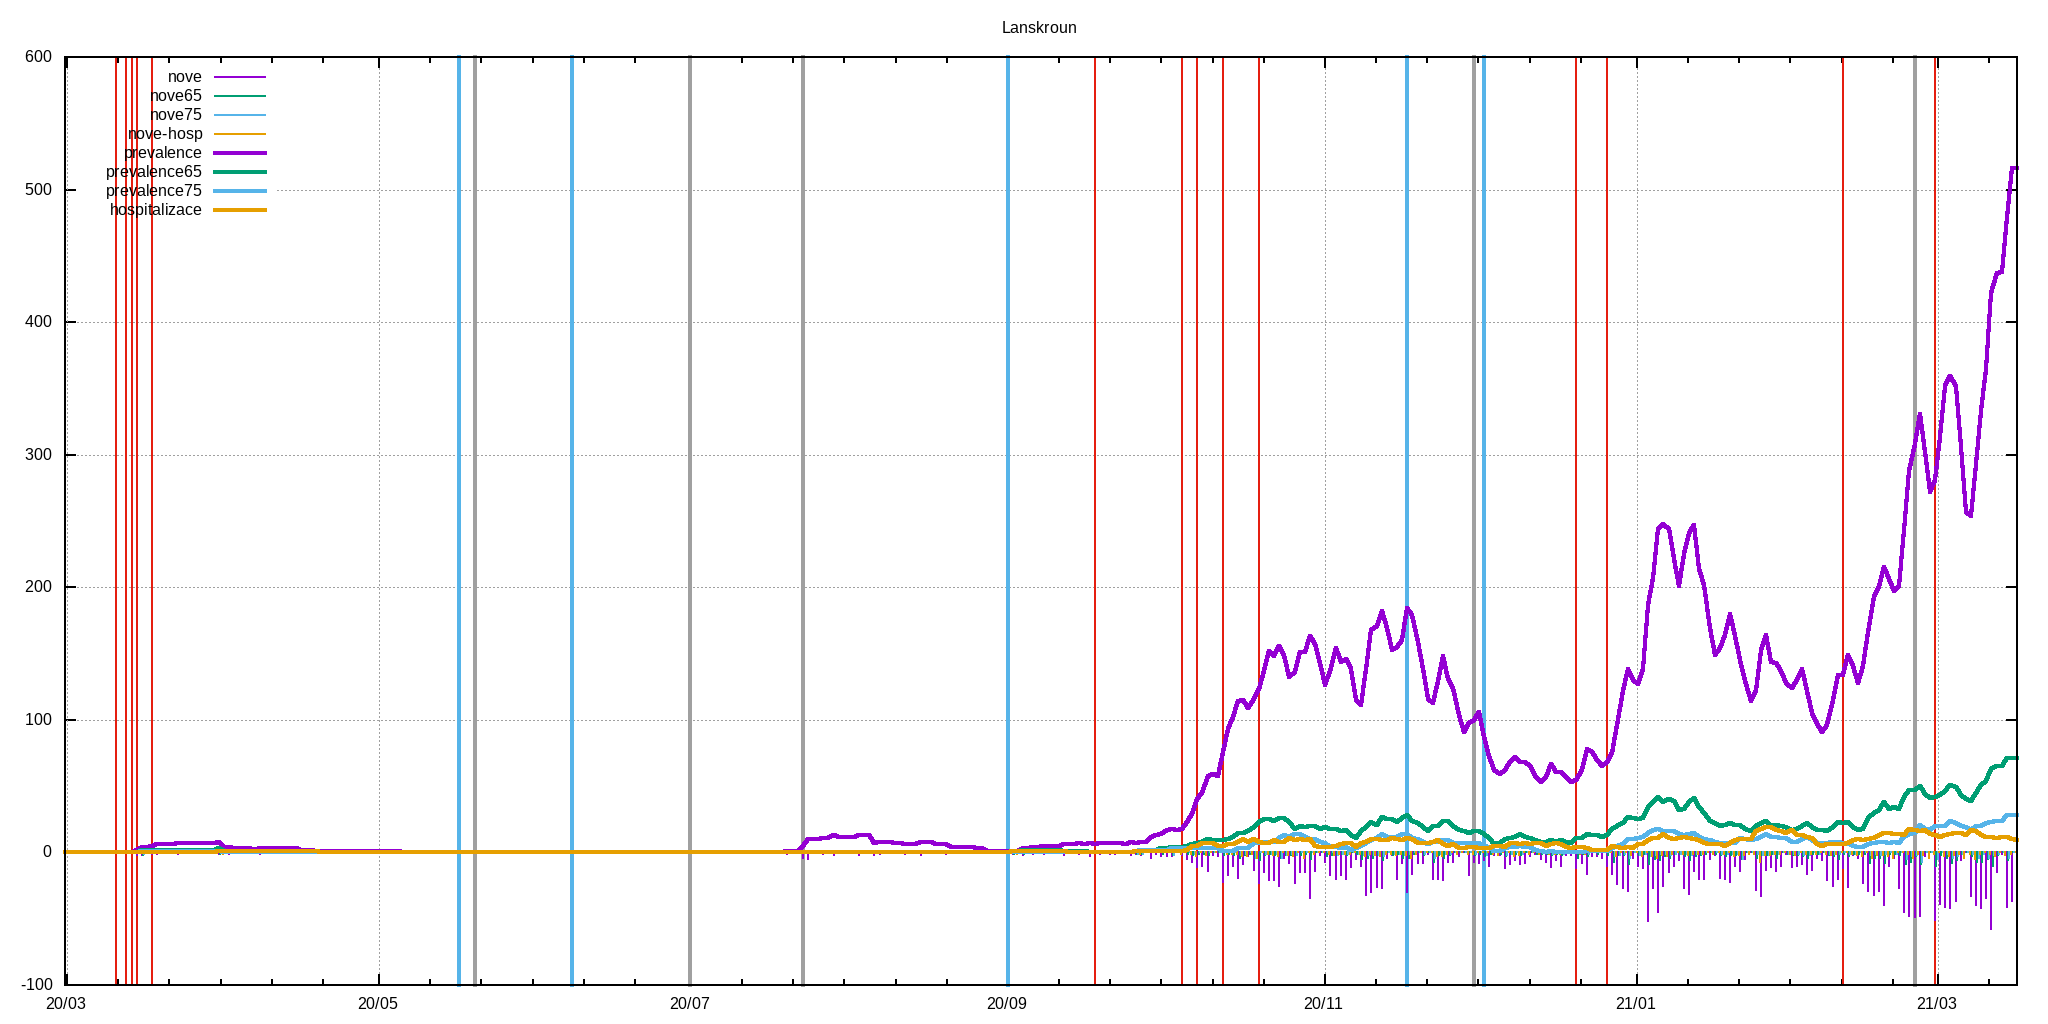 Lanskroun
600
500
400
300
200
100
0
-100
nove
nove65
nove75
nove-hosp
prevalence
prevalence65
prevalence75
hospitalizace
20/03 20/05 20/07 20/09 20/11 21/01 21/03